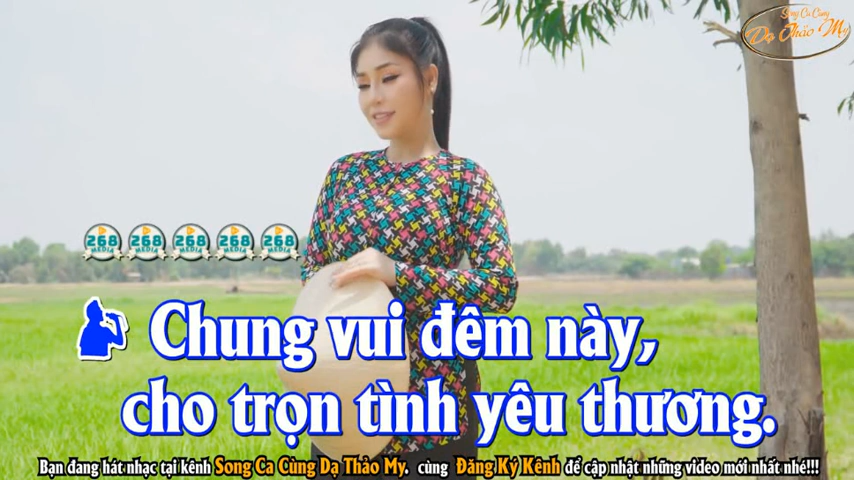 Song Ca Cùng
Dạ Thảo My
268 268 268 268 268
MEDIA MEDIA MEDIA MEDIA MEDIA
Chung vui đêm này,
cho trọn tình yêu thương.
Bạn đang hát nhạc tại kênh Song Ca Cùng Dạ Thảo My. cùng Đăng Ký Kênh để cập nhật những video mới nhất nhé!!!